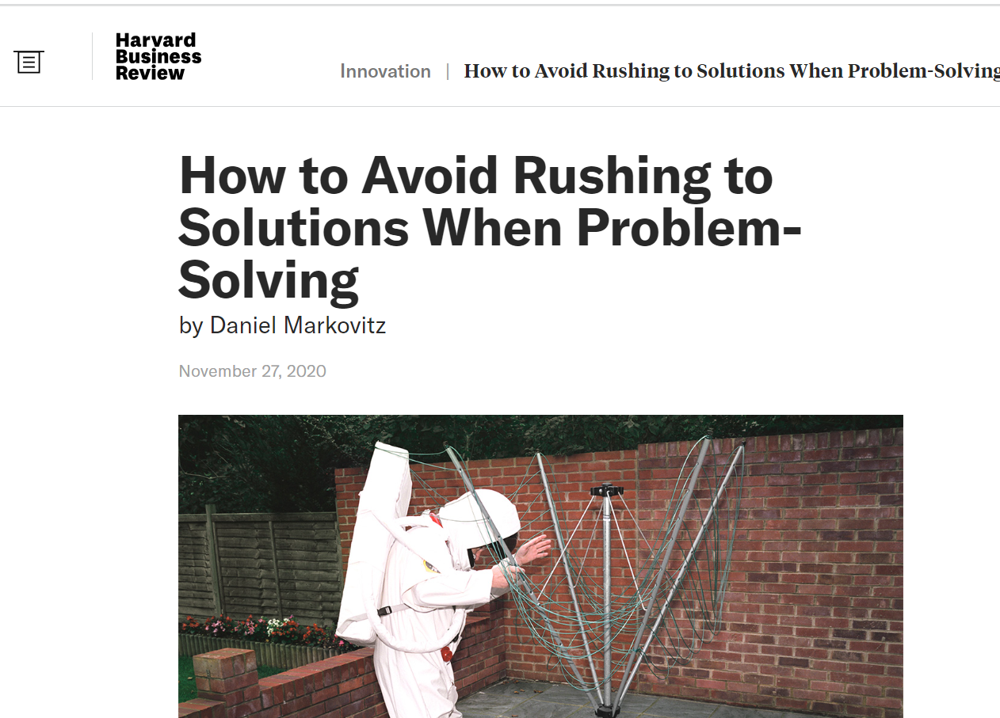 Harvard
Business
Review
Innovation | How to Avoid Rushing to Solutions When Problem-Solving
How to Avoid Rushing to
Solutions When Problem-
Solving
by Daniel Markovitz
November 27, 2020